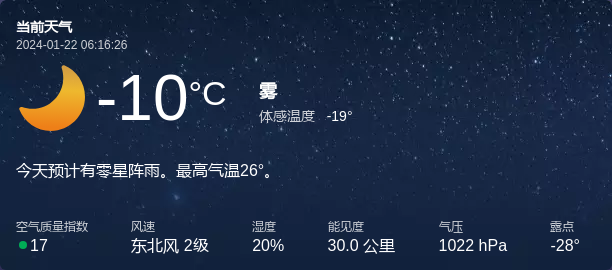 当前天气
2024-01-22 06:16:26
-10°C
雾
体感温度 -19°
今天预计有零星阵雨。最高气温26°。
空气质量指数 风速 湿度 能见度 气压 露点
17 东北风 2级 20% 30.0 公里 1022 hPa -28°